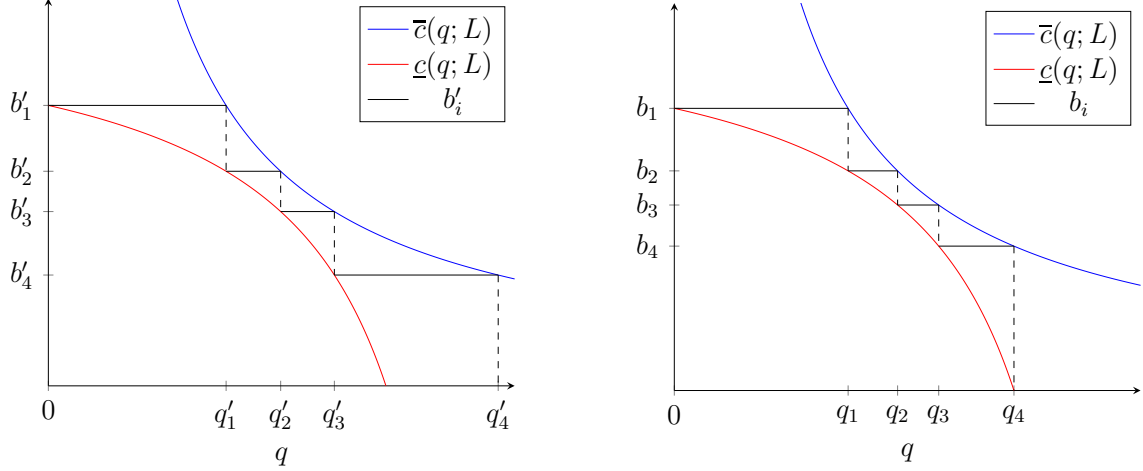 c̅(q; L)
c̲(q; L)
b′i
b′1
b′2
b′3
b′4
0
q′1
q′2
q′3
q′4
q
c̅(q; L)
c̲(q; L)
bi
b1
b2
b3
b4
0
q1
q2
q3
q4
q